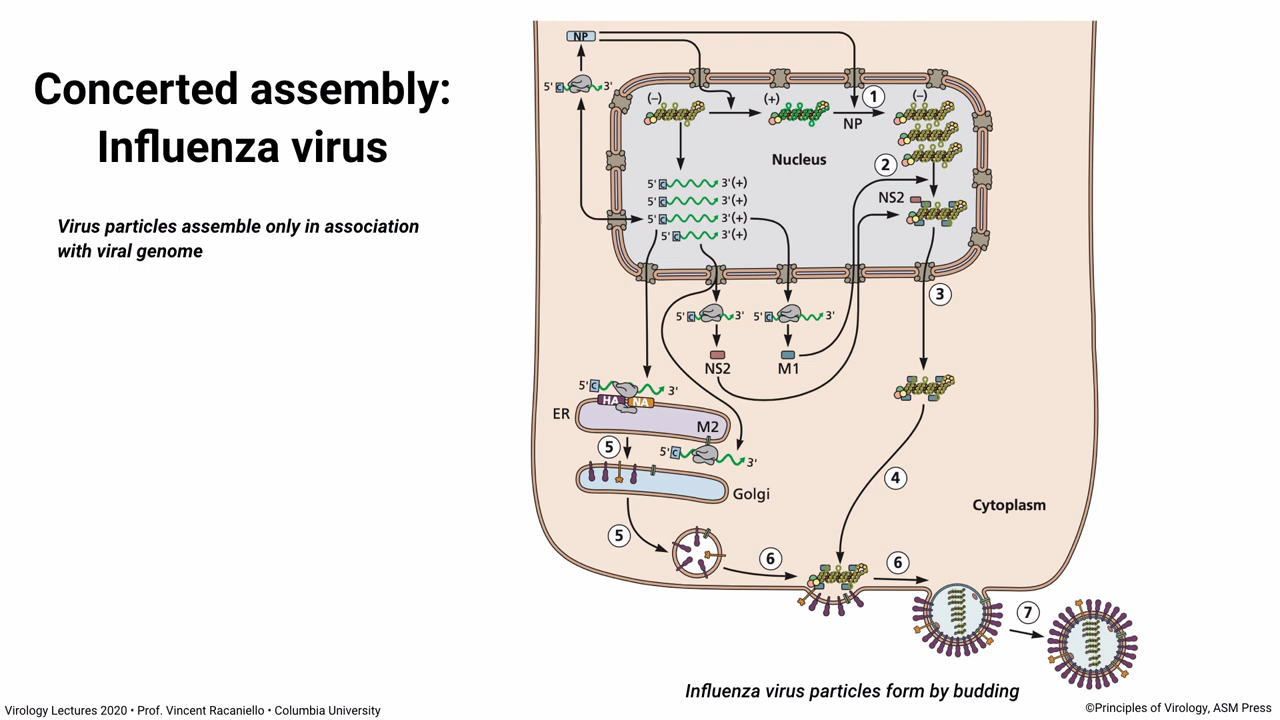 Concerted assembly:
Influenza virus
Virus particles assemble only in association
with viral genome
NP
5' C 3'
(–)
(+)
1
(–)
NP
Nucleus
2
5' C 3'(+)
5' C 3'(+)
5' C 3'(+)
5' C 3'(+)
NS2
3
5' C 3'
5' C 3'
NS2
M1
5' C 3'
HA
NA
ER
M2
5
5' C 3'
Golgi
4
Cytoplasm
5
6
6
7
Influenza virus particles form by budding
Virology Lectures 2020 • Prof. Vincent Racaniello • Columbia University
©Principles of Virology, ASM Press